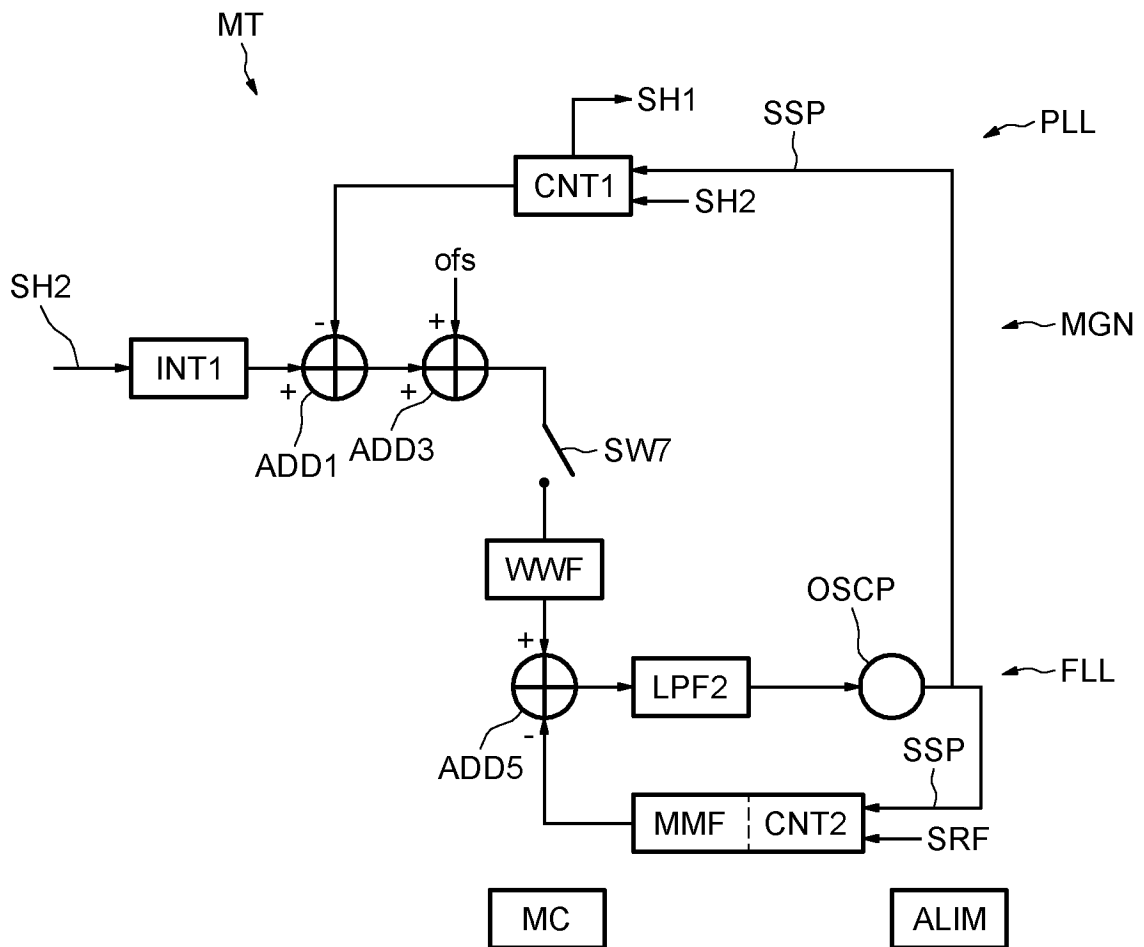 MT
SH1
SSP
PLL
CNT1
SH2
ofs
SH2
- +
MGN
INT1
+ +
ADD1
ADD3
SW7
WWF
OSCP
+
LPF2
FLL
-
ADD5
SSP
MMF CNT2
SRF
MC
ALIM